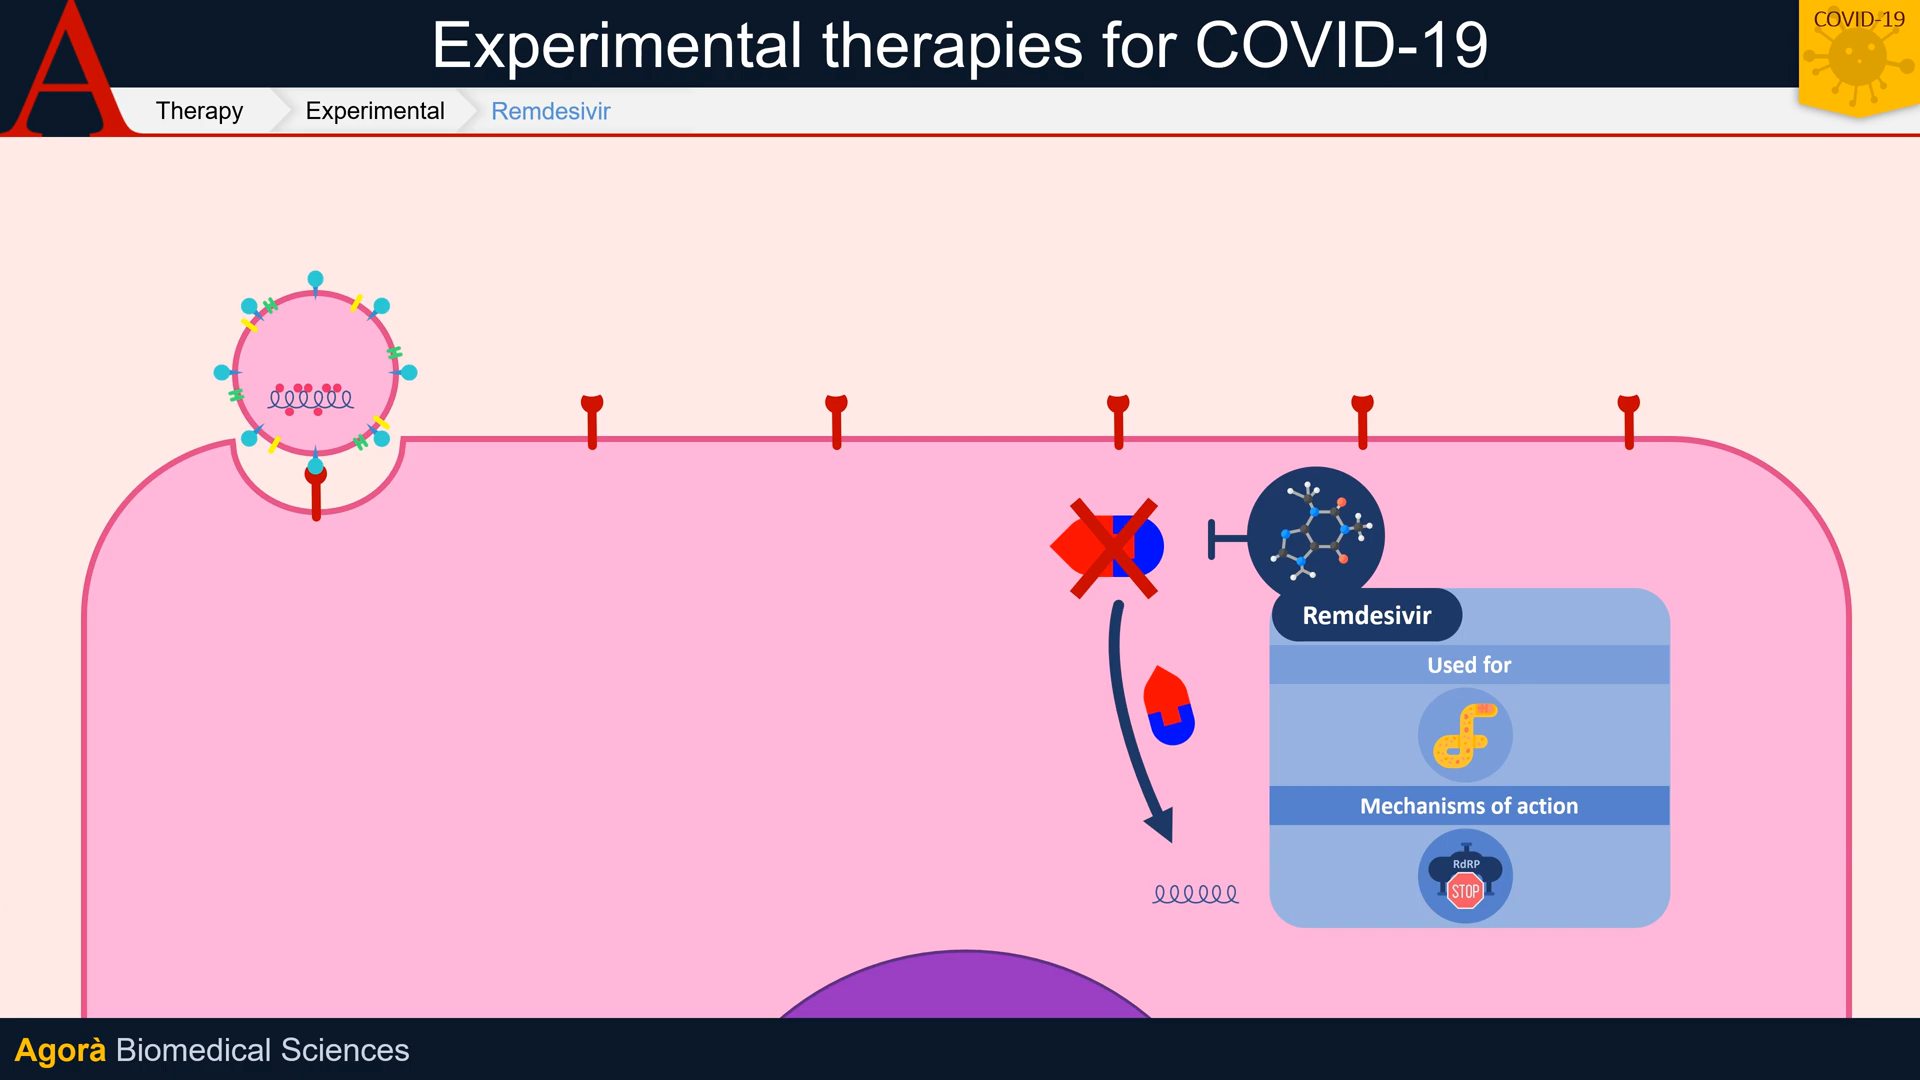 Experimental therapies for COVID-19
COVID-19
A
Therapy
Experimental
Remdesivir
Remdesivir
Used for
Mechanisms of action
RdRP
STOP
Agorà Biomedical Sciences